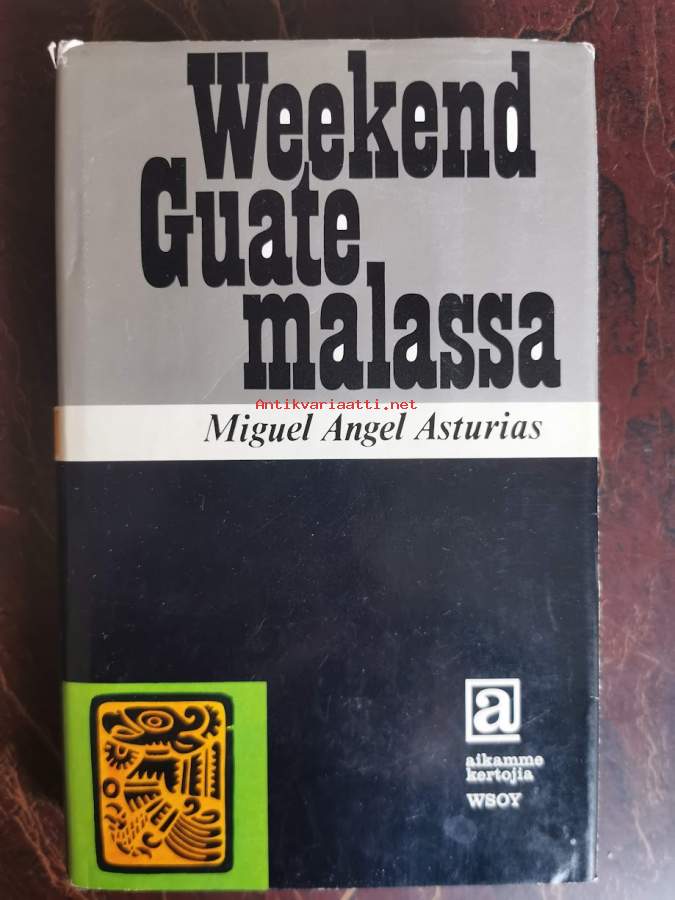 Weekend
Guate
malassa
Antikvariaatti.net
Miguel Angel Asturias
a
aikamme
kertojia
WSOY